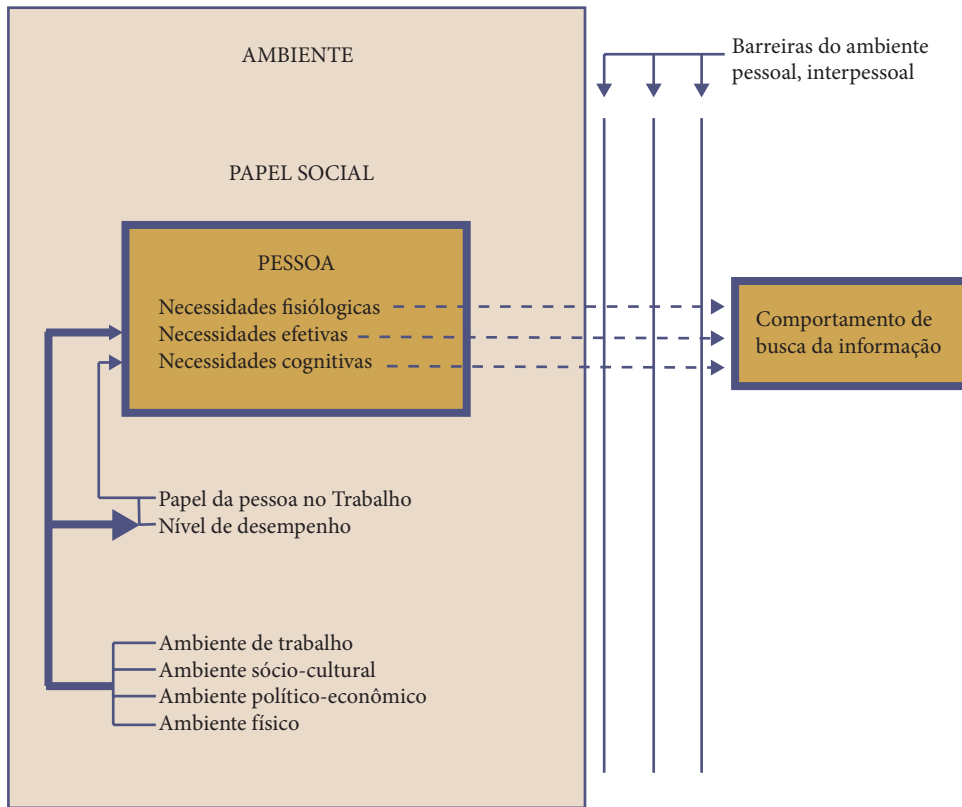 AMBIENTE
Barreiras do ambiente
pessoal, interpessoal
PAPEL SOCIAL
PESSOA
Necessidades fisiólogicas
Necessidades efetivas
Necessidades cognitivas
Comportamento de
busca da informação
Papel da pessoa no Trabalho
Nível de desempenho
Ambiente de trabalho
Ambiente sócio-cultural
Ambiente político-econômico
Ambiente físico